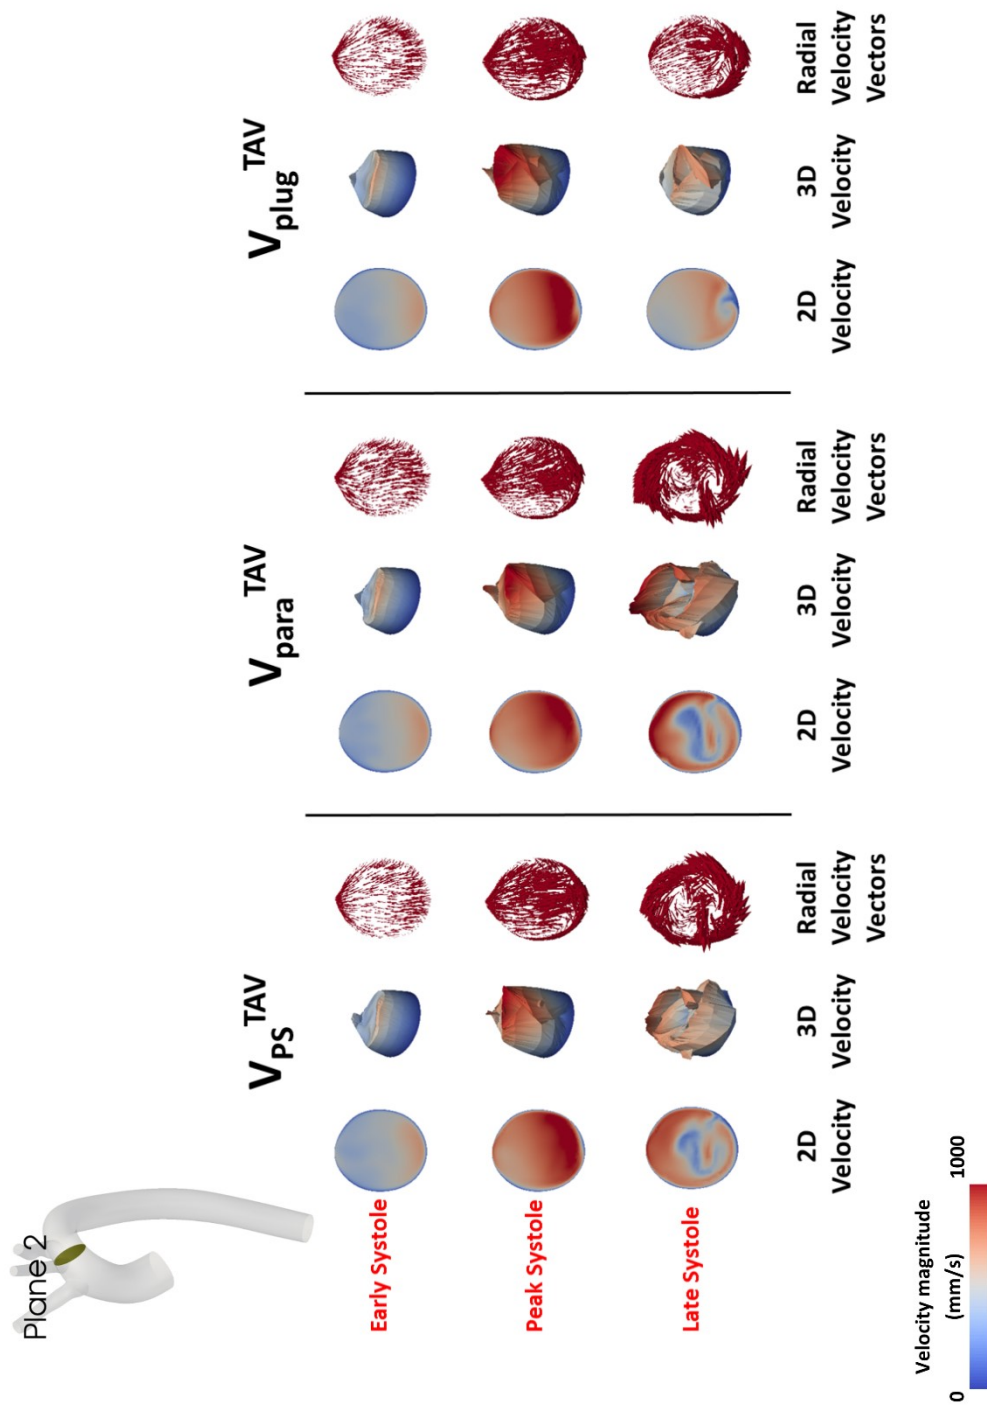 Plane 2
V_PS^TAV
V_para^TAV
V_plug^TAV
Early Systole
Peak Systole
Late Systole
2D
Velocity
3D
Velocity
Radial
Velocity
Vectors
2D
Velocity
3D
Velocity
Radial
Velocity
Vectors
2D
Velocity
3D
Velocity
Radial
Velocity
Vectors
Velocity magnitude
(mm/s)
0
1000